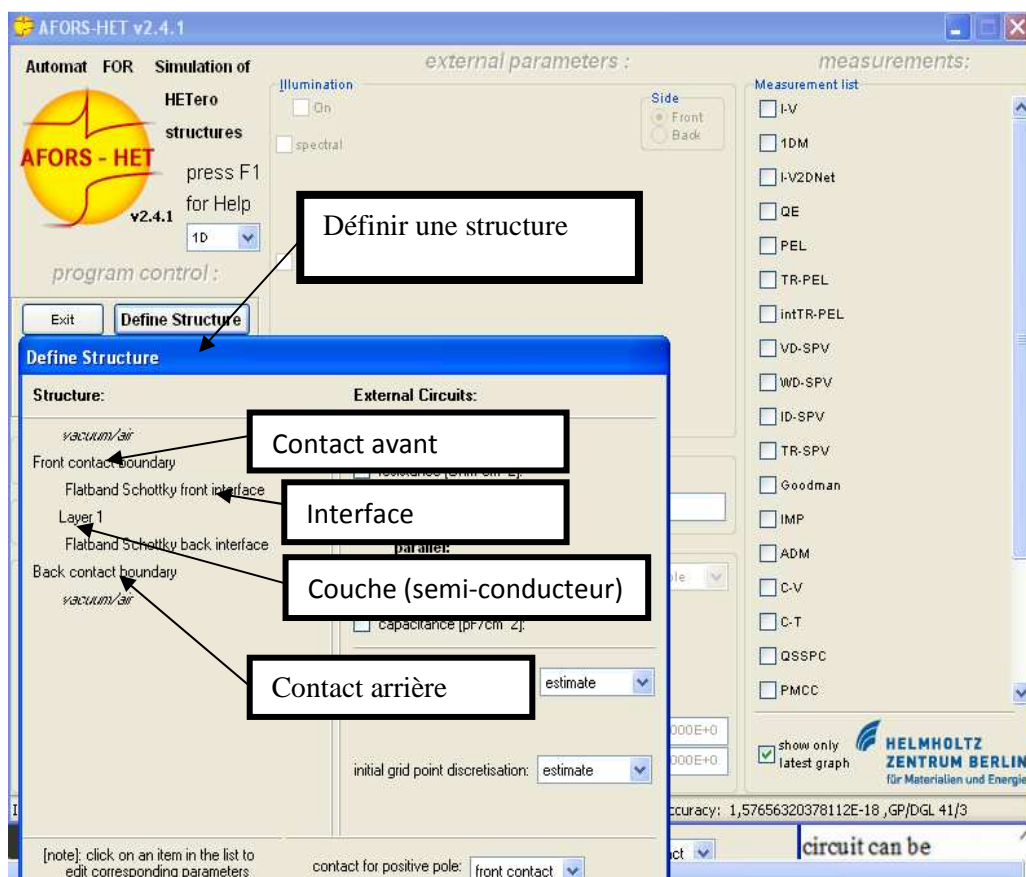 AFORS-HET v2.4.1
Automat FOR Simulation of
HETero
structures
AFORS - HET
v2.4.1
press F1
for Help
1D
program control :
Exit
Define Structure
external parameters :
Illumination
On
spectral
Side
Front
Back
measurements:
Measurement list
I-V
1DM
I-V2DNet
QE
PEL
TR-PEL
intTR-PEL
VD-SPV
WD-SPV
ID-SPV
TR-SPV
Goodman
IMP
ADM
C-V
C-T
QSSPC
PMCC
show only
latest graph
HELMHOLTZ
ZENTRUM BERLIN
für Materialien und Energie
Définir une structure
Define Structure
Structure:
External Circuits:
vacuum/air
Front contact boundary
Flatband Schottky front interface
Layer 1
Flatband Schottky back interface
Back contact boundary
vacuum/air
Contact avant
Interface
parallel:
Couche (semi-conducteur)
capacitance [pF/cm^2]:
Contact arrière
estimate
000E+0
000E+0
initial grid point discretisation: estimate
accuracy: 1,57656320378112E-18 ,GP/DGL 41/3
[note]: click on an item in the list to
edit corresponding parameters
contact for positive pole: front contact
circuit can be